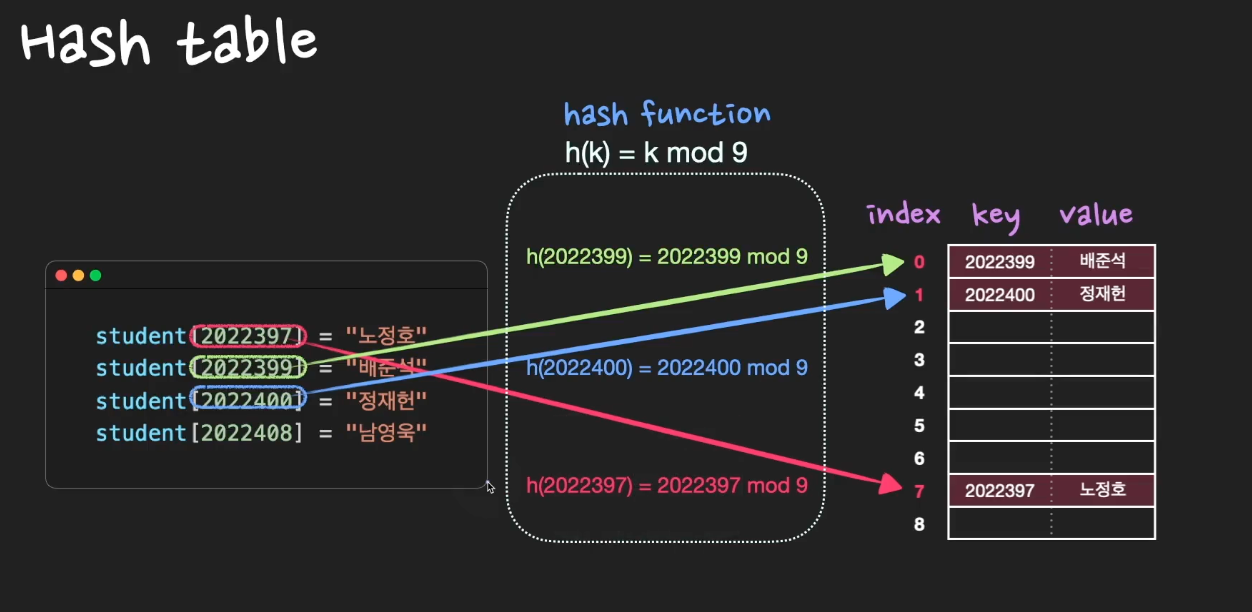 Hash table
hash function
h(k) = k mod 9
student[2022397] = "노정호"
student[2022399] = "배준석"
student[2022400] = "정재헌"
student[2022408] = "남영욱"
h(2022399) = 2022399 mod 9
h(2022400) = 2022400 mod 9
h(2022397) = 2022397 mod 9
index key value
0 2022399 배준석
1 2022400 정재헌
2
3
4
5
6
7 2022397 노정호
8